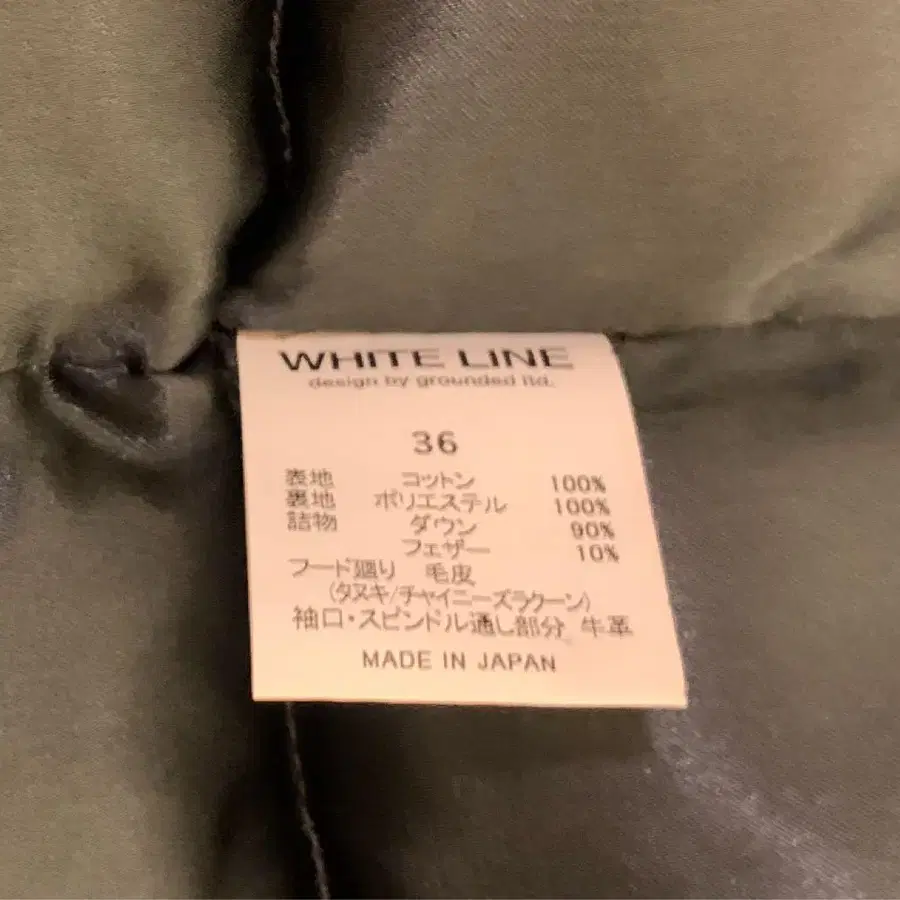 WHITE LINE
design by grounded ltd.
36
表地 コットン 100%
裏地 ポリエステル 100%
詰物 ダウン 90%
フェザー 10%
フード廻り 毛皮
(タヌキ/チャイニーズラクーン)
袖口・スピンドル通し部分 牛革
MADE IN JAPAN